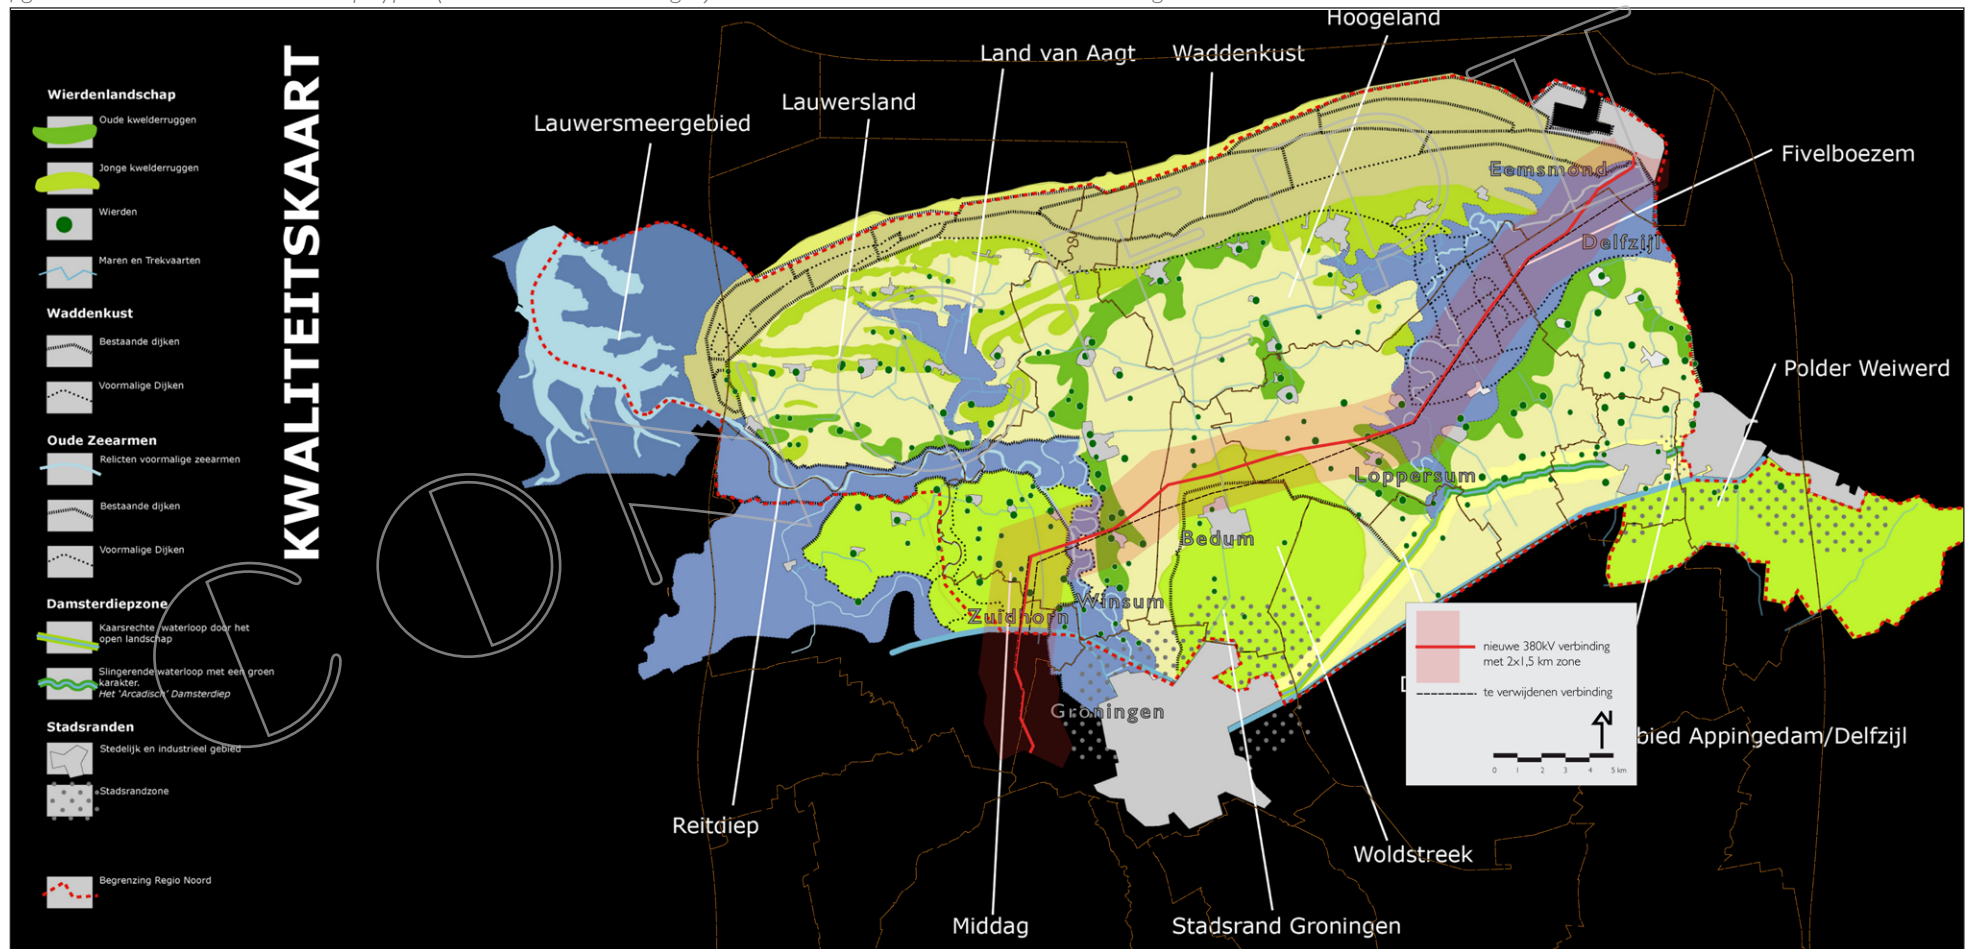 KWALITEITSKAART
Wierdenlandschap
Oude kwelderruggen
Jonge kwelderruggen
Wierden
Maren en Trekvaarten
Waddenkust
Bestaande dijken
Voormalige Dijken
Oude Zeearmen
Relicten voormalige zeearmen
Bestaande dijken
Voormalige Dijken
Damsterdiepzone
Kaarsrechte waterloop door het
open landschap
Slingerende waterloop met een groen
karakter.
Het 'Arcadisch' Damsterdiep
Stadsranden
Stedelijk en industrieel gebied
Stadsrandzone
Begrenzing Regio Noord
Hoogeland
Land van Aagt
Waddenkust
Lauwersland
Lauwersmeergebied
Fivelboezem
Eemsmond
Delfzijl
Polder Weiwerd
Loppersum
Bedum
Winsum
Zuidhorn
Groningen
nieuwe 380kV verbinding
met 2x1,5 km zone
te verwijdenen verbinding
N
0 1 2 3 4 5 km
bied Appingedam/Delfzijl
Reitdiep
Woldstreek
Middag
Stadsrand Groningen
CONCEPT